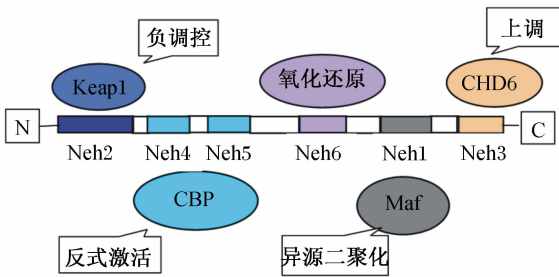 负调控
上调
Keap1
氧化还原
CHD6
N
C
Neh2
Neh4
Neh5
Neh6
Neh1
Neh3
CBP
Maf
反式激活
异源二聚化